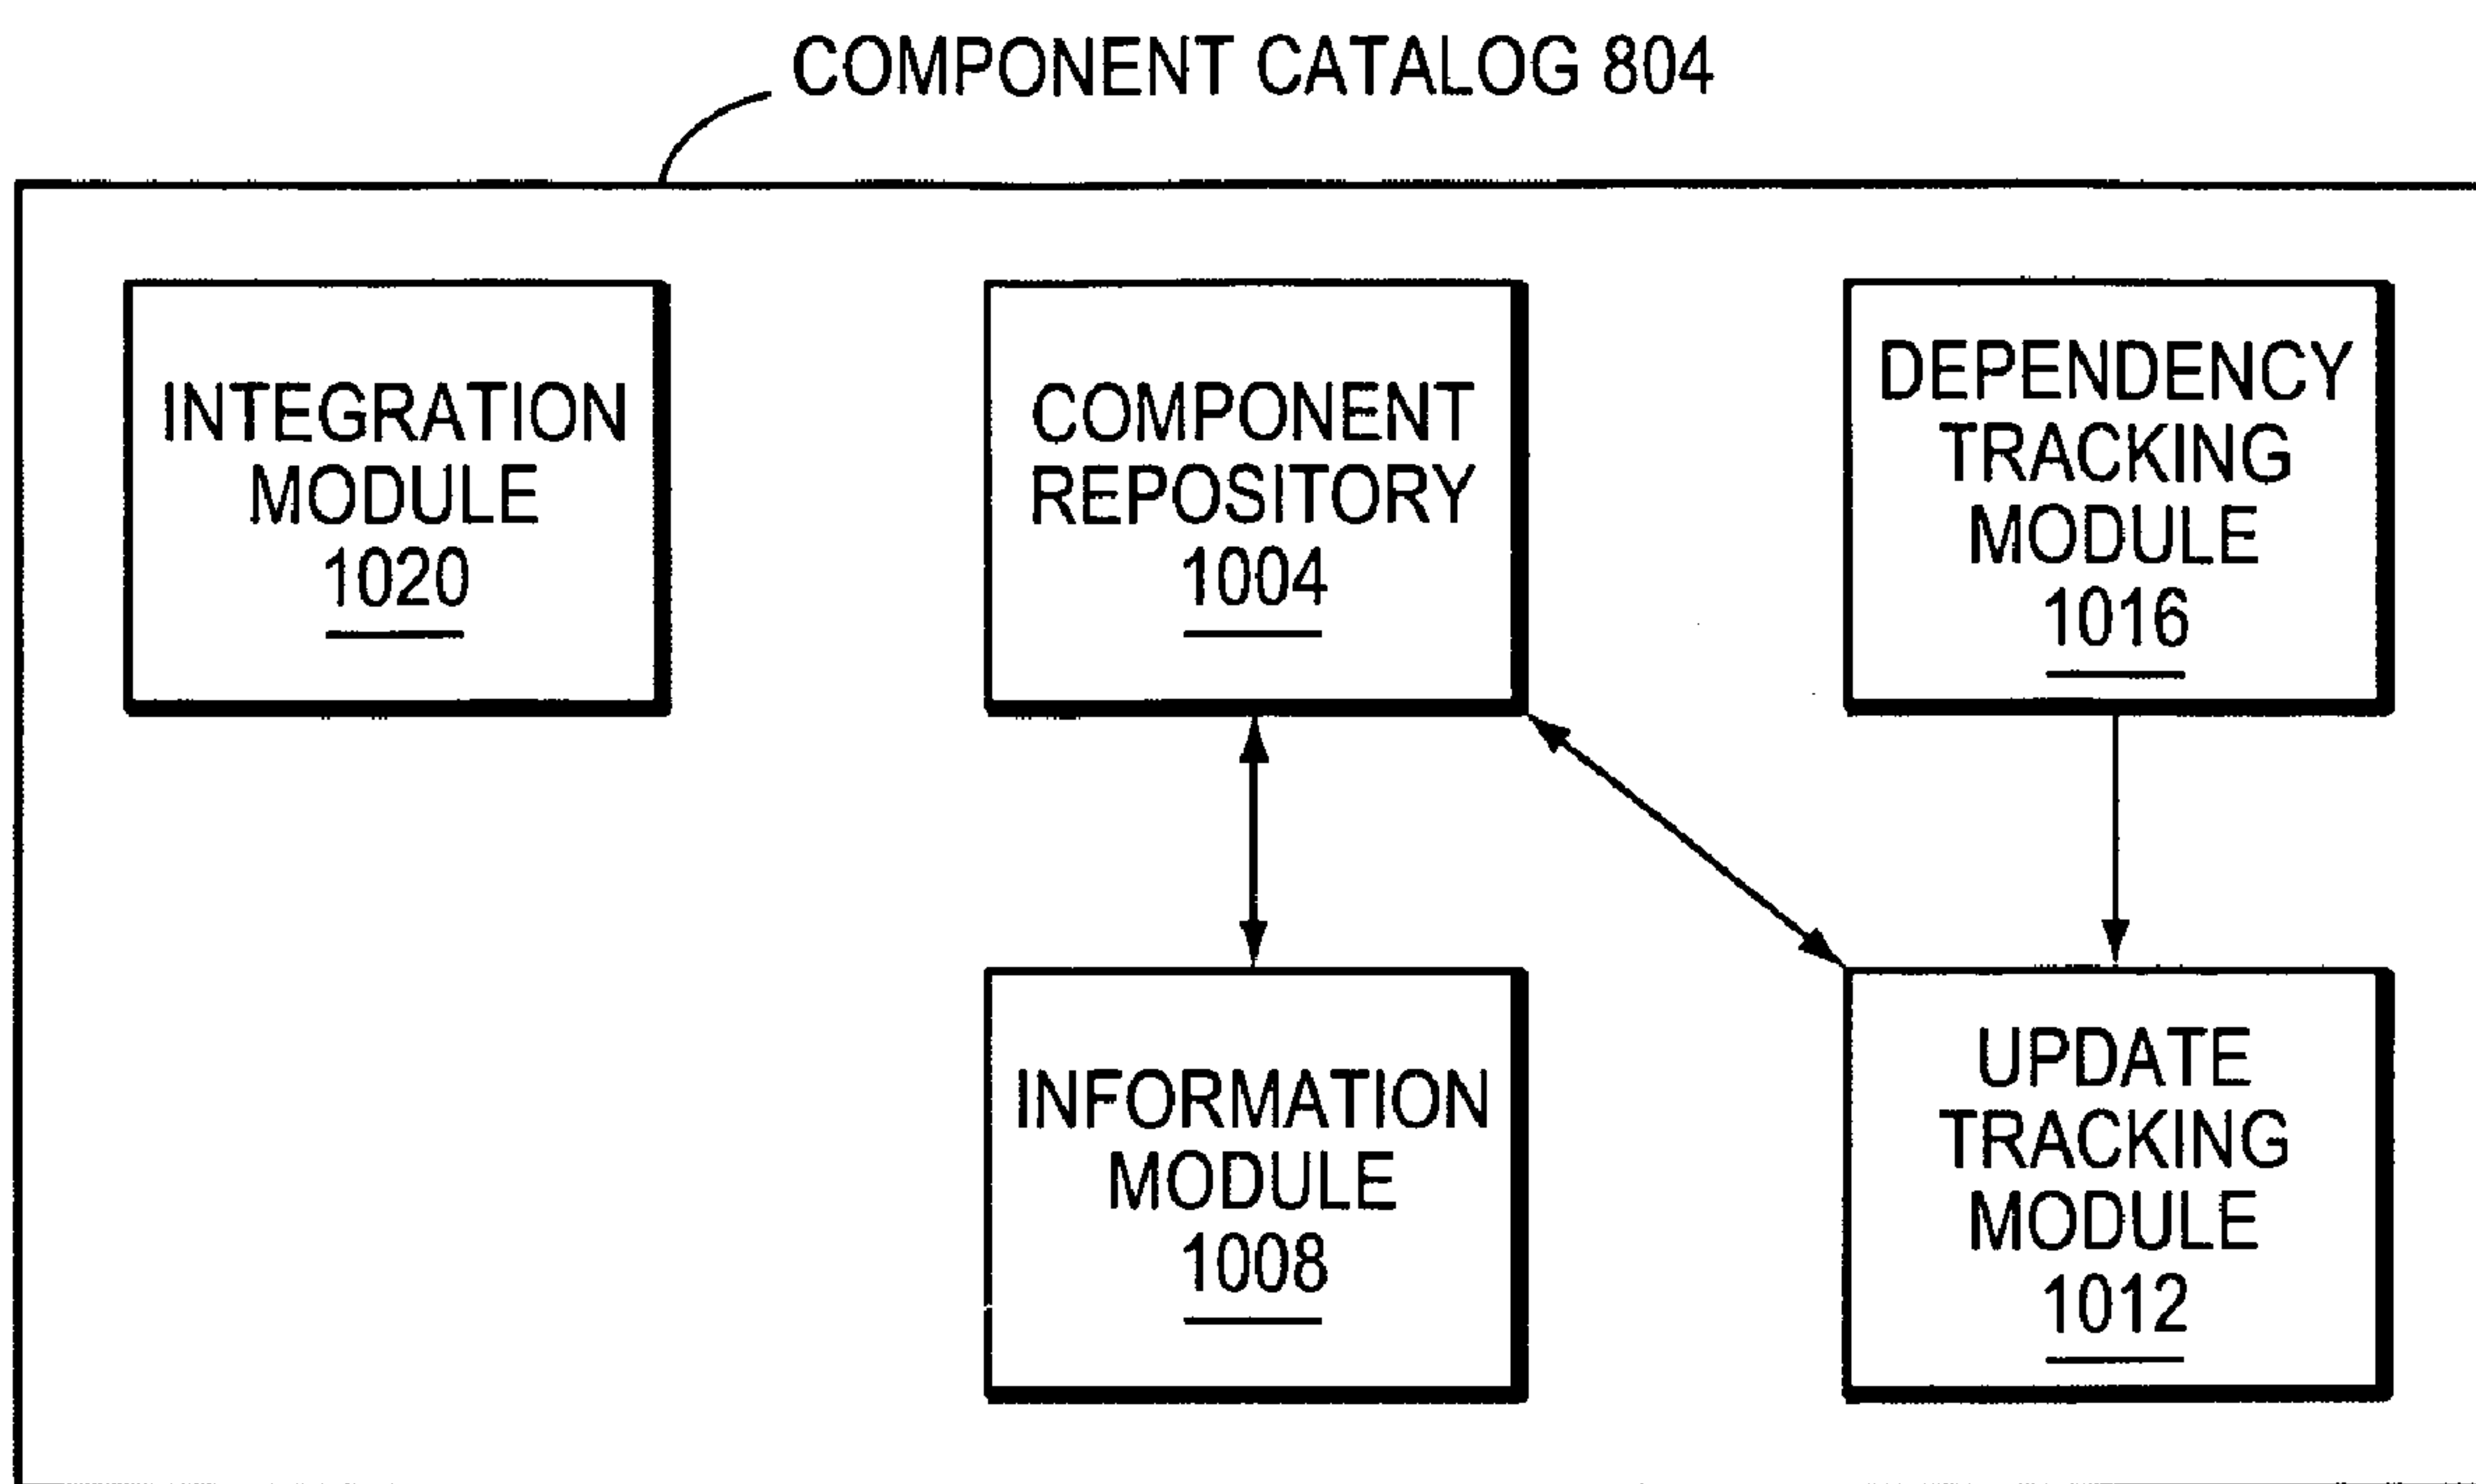 COMPONENT CATALOG 804
INTEGRATION
MODULE
1020
COMPONENT
REPOSITORY
1004
DEPENDENCY
TRACKING
MODULE
1016
INFORMATION
MODULE
1008
UPDATE
TRACKING
MODULE
1012